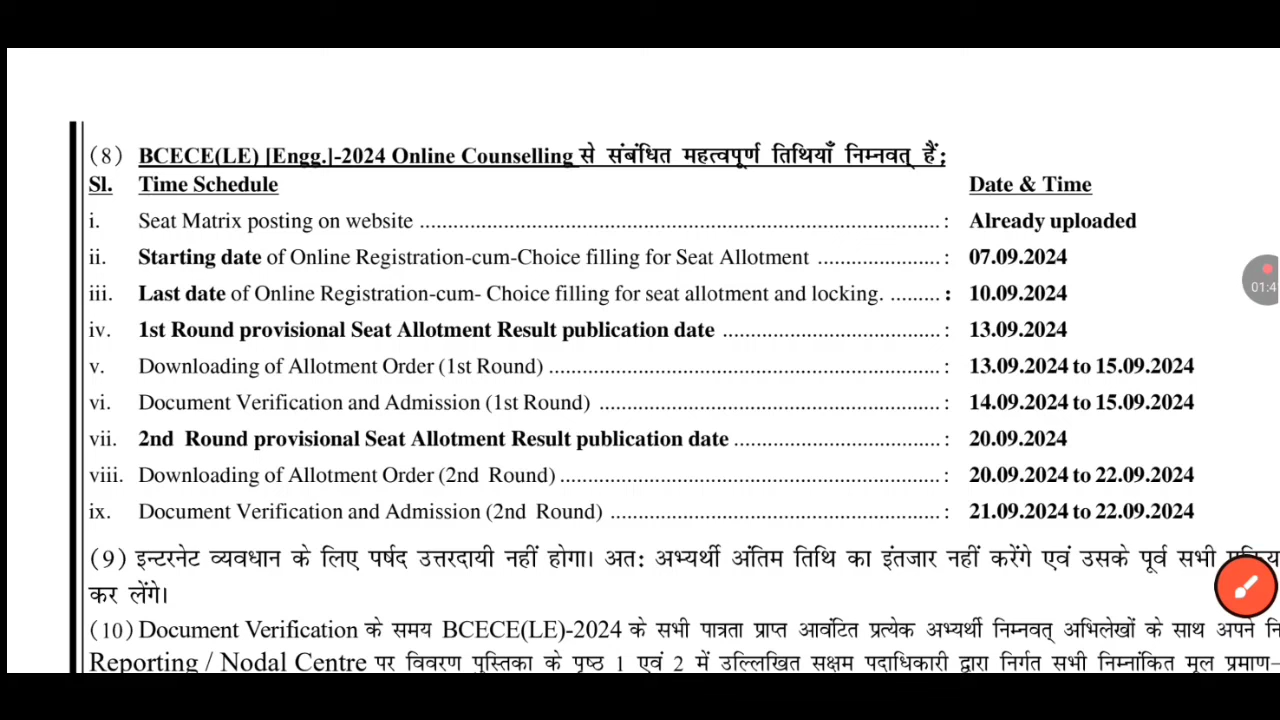 (8) BCECE(LE) [Engg.]-2024 Online Counselling से संबंधित महत्वपूर्ण तिथियाँ निम्नवत् हैं;
Sl. Time Schedule Date & Time
i. Seat Matrix posting on website : Already uploaded
ii. Starting date of Online Registration-cum-Choice filling for Seat Allotment : 07.09.2024
iii. Last date of Online Registration-cum- Choice filling for seat allotment and locking. : 10.09.2024
iv. 1st Round provisional Seat Allotment Result publication date : 13.09.2024
v. Downloading of Allotment Order (1st Round) : 13.09.2024 to 15.09.2024
vi. Document Verification and Admission (1st Round) : 14.09.2024 to 15.09.2024
vii. 2nd Round provisional Seat Allotment Result publication date : 20.09.2024
viii. Downloading of Allotment Order (2nd Round) : 20.09.2024 to 22.09.2024
ix. Document Verification and Admission (2nd Round) : 21.09.2024 to 22.09.2024
(9) इन्टरनेट व्यवधान के लिए पर्षद उत्तरदायी नहीं होगा। अतः अभ्यर्थी अंतिम तिथि का इंतजार नहीं करेंगे एवं उसके पूर्व सभी
कर लेंगे।
(10) Document Verification के समय BCECE(LE)-2024 के सभी पात्रता प्राप्त आवंटित प्रत्येक अभ्यर्थी निम्नवत् अभिलेखों के साथ अपने
Reporting / Nodal Centre पर विवरण पुस्तिका के पृष्ठ 1 एवं 2 में उल्लिखित सक्षम पदाधिकारी द्वारा निर्गत सभी निम्नांकित मूल प्रमाण-